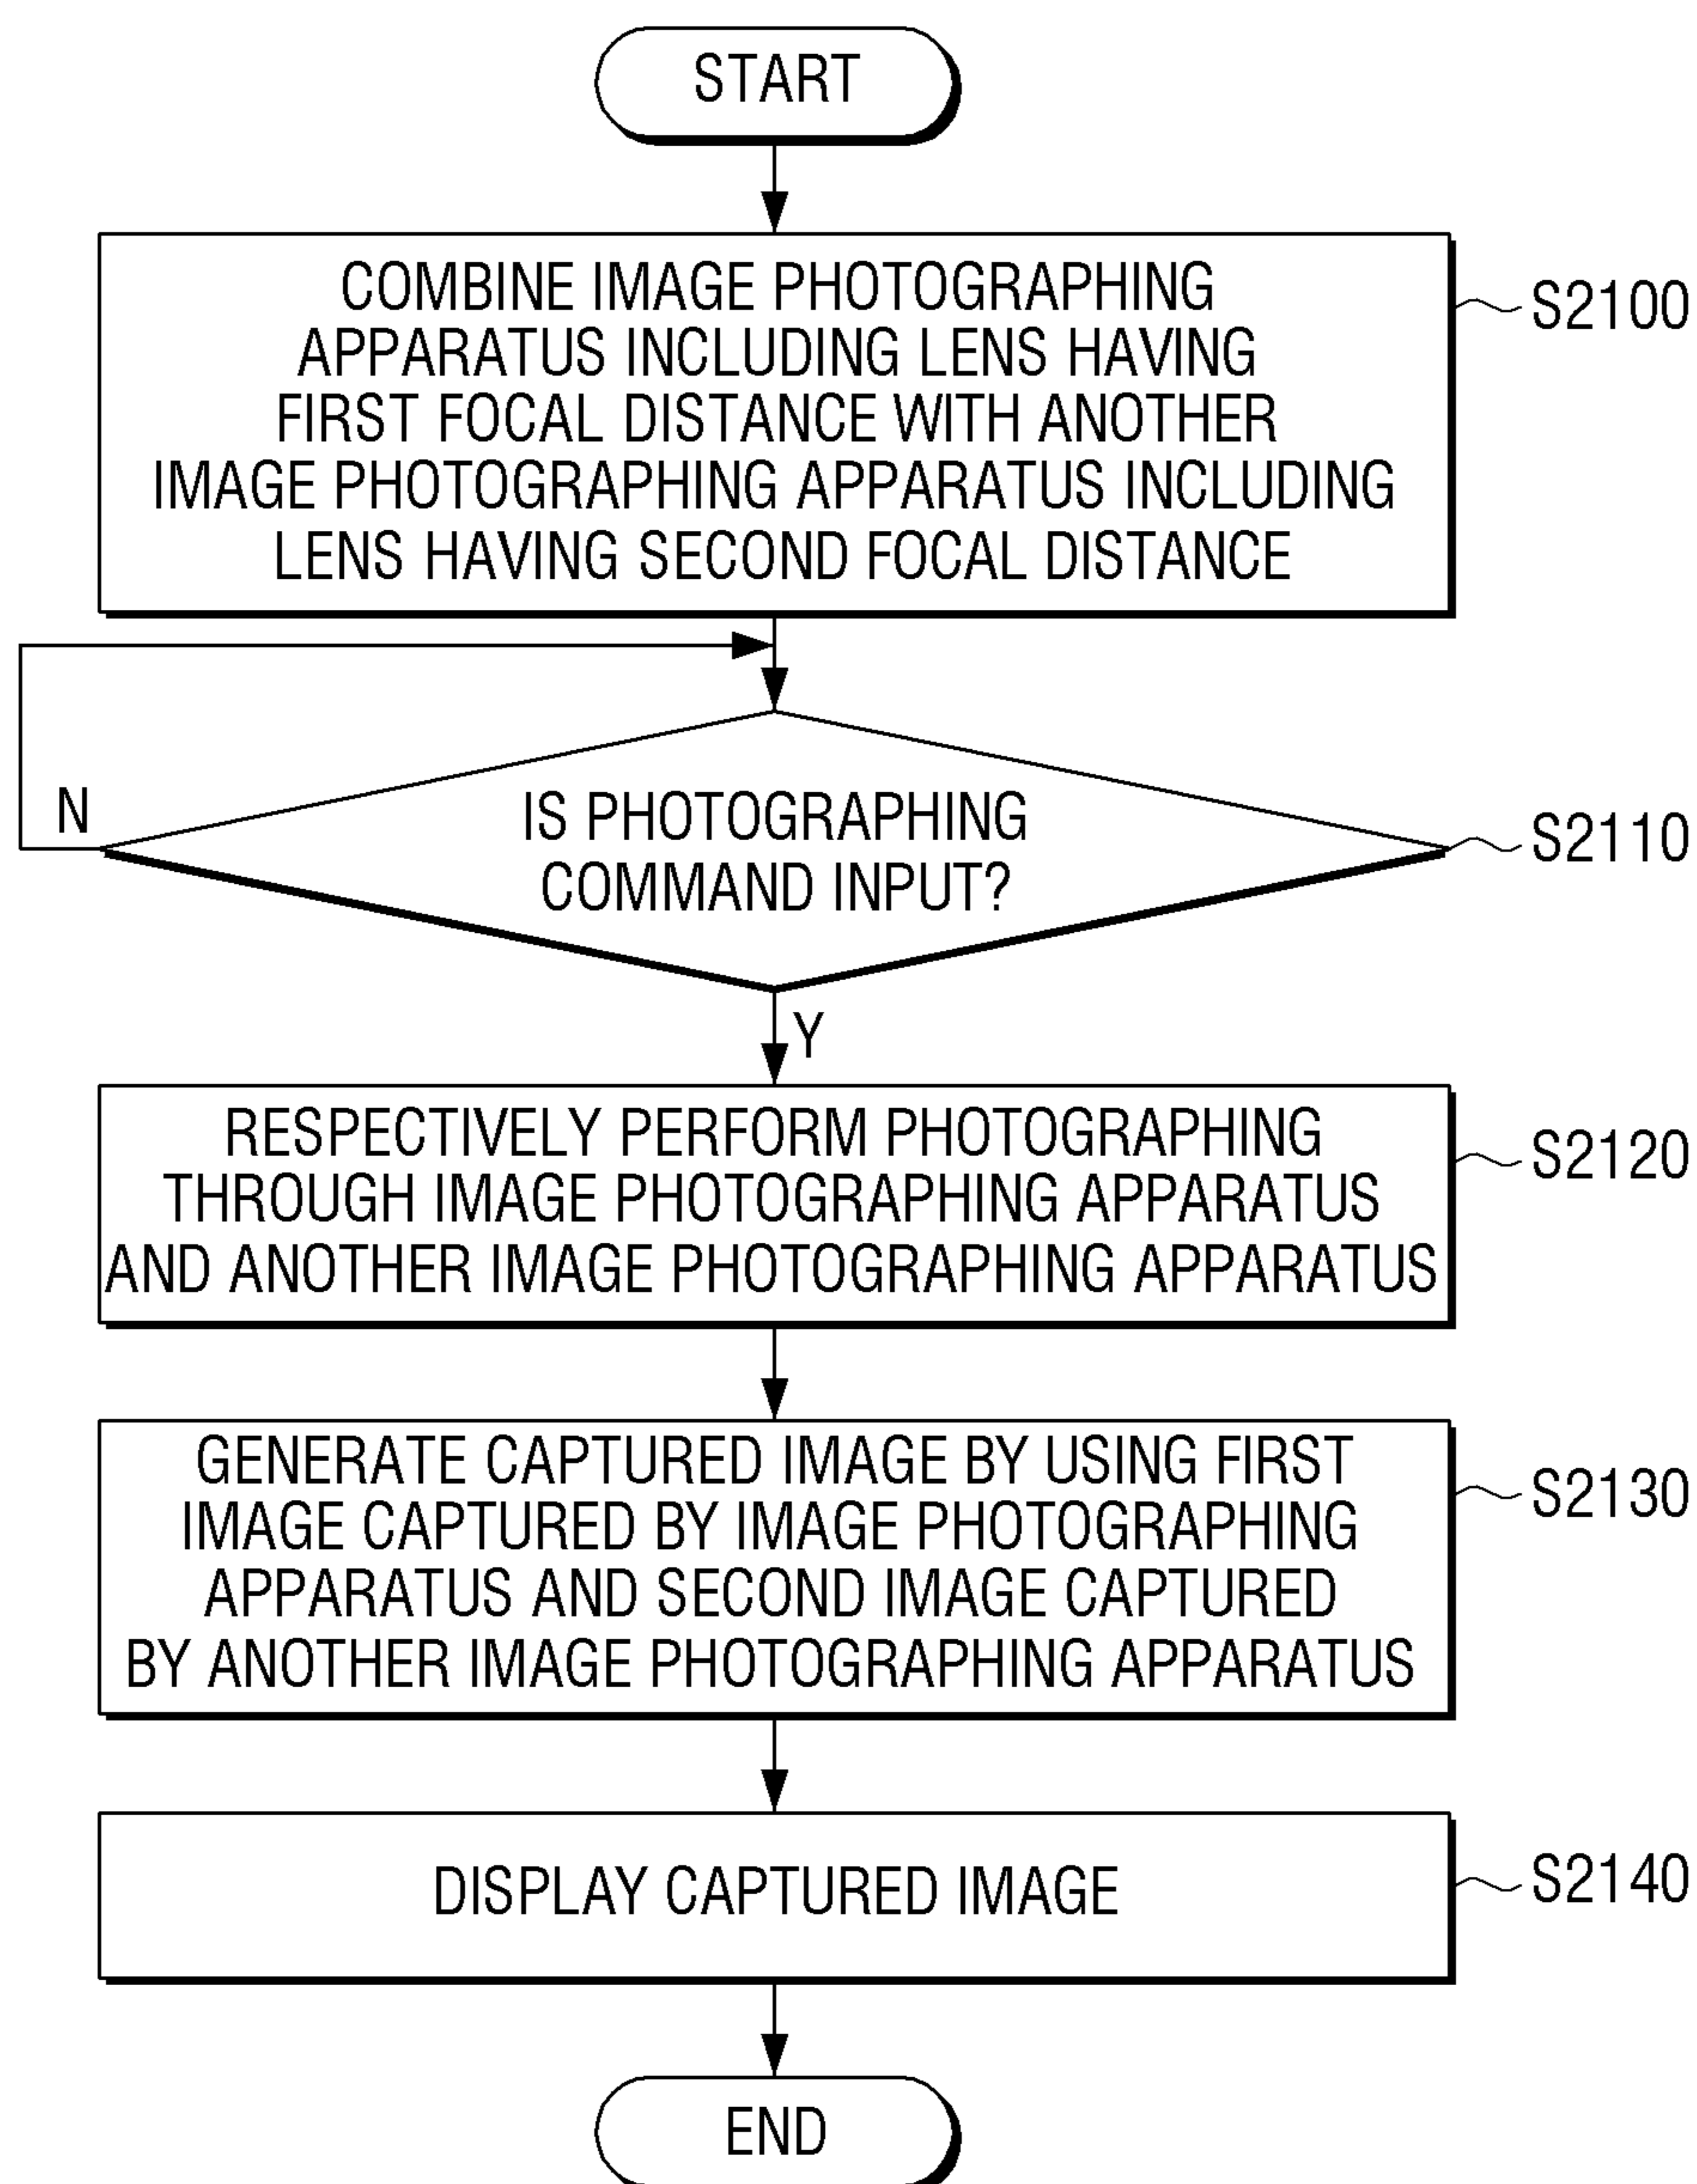 START
COMBINE IMAGE PHOTOGRAPHING
APPARATUS INCLUDING LENS HAVING
FIRST FOCAL DISTANCE WITH ANOTHER
IMAGE PHOTOGRAPHING APPARATUS INCLUDING
LENS HAVING SECOND FOCAL DISTANCE
S2100
N
IS PHOTOGRAPHING
COMMAND INPUT?
S2110
Y
RESPECTIVELY PERFORM PHOTOGRAPHING
THROUGH IMAGE PHOTOGRAPHING APPARATUS
AND ANOTHER IMAGE PHOTOGRAPHING APPARATUS
S2120
GENERATE CAPTURED IMAGE BY USING FIRST
IMAGE CAPTURED BY IMAGE PHOTOGRAPHING
APPARATUS AND SECOND IMAGE CAPTURED
BY ANOTHER IMAGE PHOTOGRAPHING APPARATUS
S2130
DISPLAY CAPTURED IMAGE
S2140
END